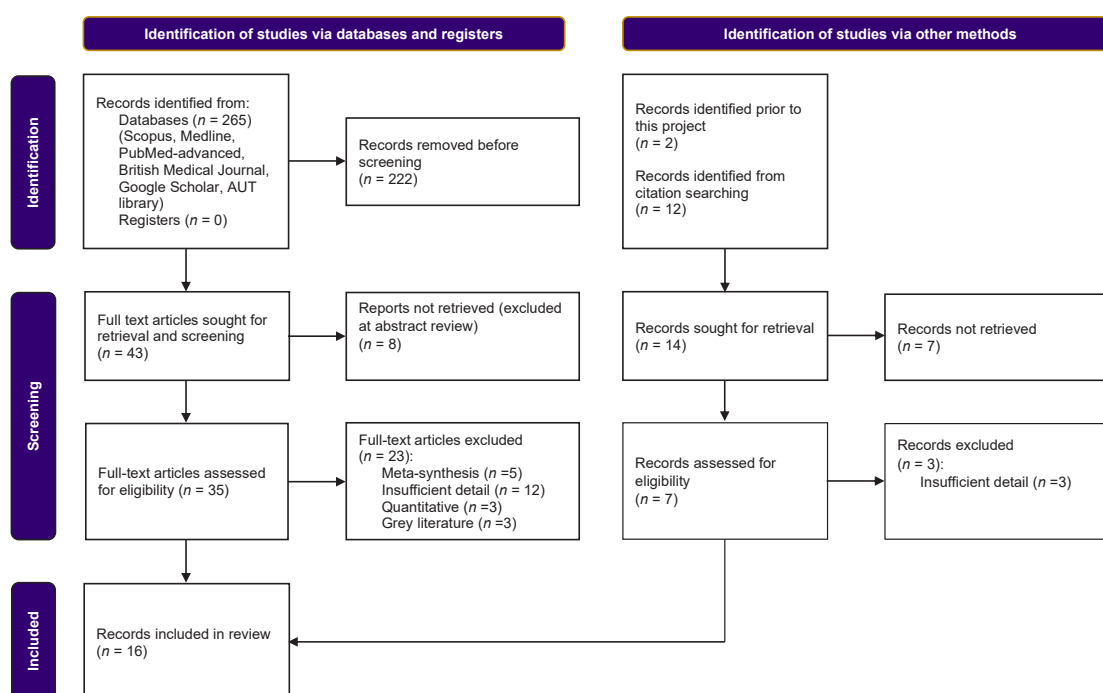 Identification of studies via databases and registers
Identification of studies via other methods
Identification
Records identified from:
Databases (n = 265)
(Scopus, Medline,
PubMed-advanced,
British Medical Journal,
Google Scholar, AUT
library)
Registers (n = 0)
Records removed before
screening
(n = 222)
Records identified prior to
this project
(n = 2)
Records identified from
citation searching
(n = 12)
Screening
Full text articles sought for
retrieval and screening
(n = 43)
Reports not retrieved (excluded
at abstract review)
(n = 8)
Records sought for retrieval
(n = 14)
Records not retrieved
(n = 7)
Full-text articles assessed
for eligibility (n = 35)
Full-text articles excluded
(n = 23):
Meta-synthesis (n =5)
Insufficient detail (n = 12)
Quantitative (n =3)
Grey literature (n =3)
Records assessed for
eligibility
(n = 7)
Records excluded
(n = 3):
Insufficient detail (n =3)
Included
Records included in review
(n = 16)